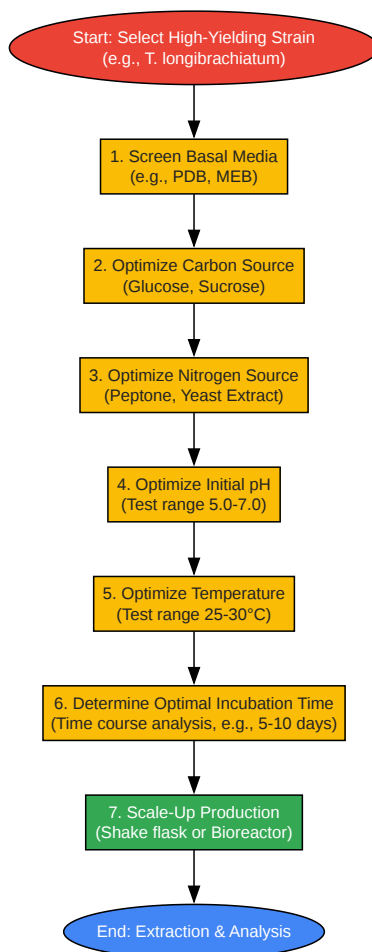 Start: Select High-Yielding Strain
(e.g., T. longibrachiatum)
1. Screen Basal Media
(e.g., PDB, MEB)
2. Optimize Carbon Source
(Glucose, Sucrose)
3. Optimize Nitrogen Source
(Peptone, Yeast Extract)
4. Optimize Initial pH
(Test range 5.0-7.0)
5. Optimize Temperature
(Test range 25-30°C)
6. Determine Optimal Incubation Time
(Time course analysis, e.g., 5-10 days)
7. Scale-Up Production
(Shake flask or Bioreactor)
End: Extraction & Analysis